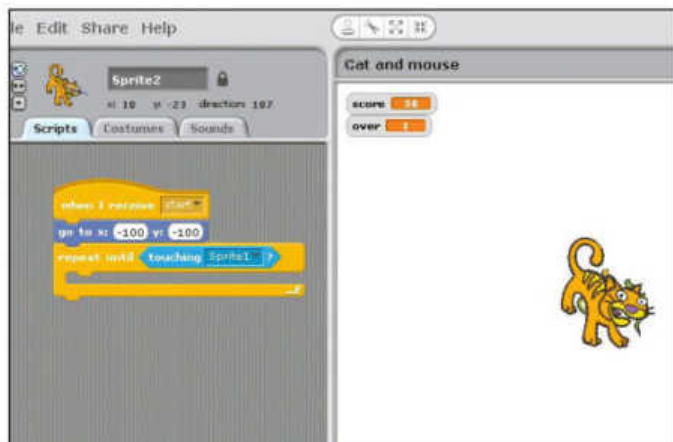 le Edit Share Help
Sprite2
x: 10 y: -23 direction: 107
Scripts Costumes Sounds
when I receive start
go to x: -100 y: -100
repeat until touching Sprite1 ?
Cat and mouse
score
over 1